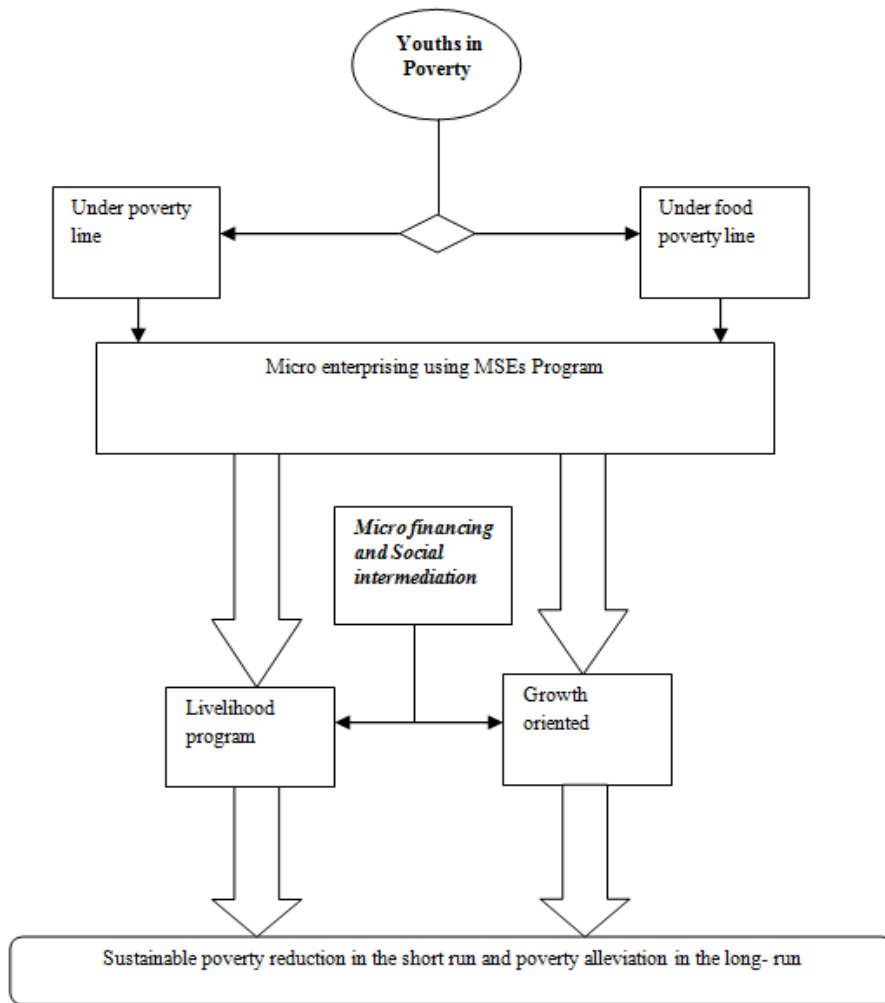 Youths in
Poverty
Under poverty
line
Under food
poverty line
Micro enterprising using MSEs Program
Micro financing
and Social
intermediation
Livelihood
program
Growth
oriented
Sustainable poverty reduction in the short run and poverty alleviation in the long- run